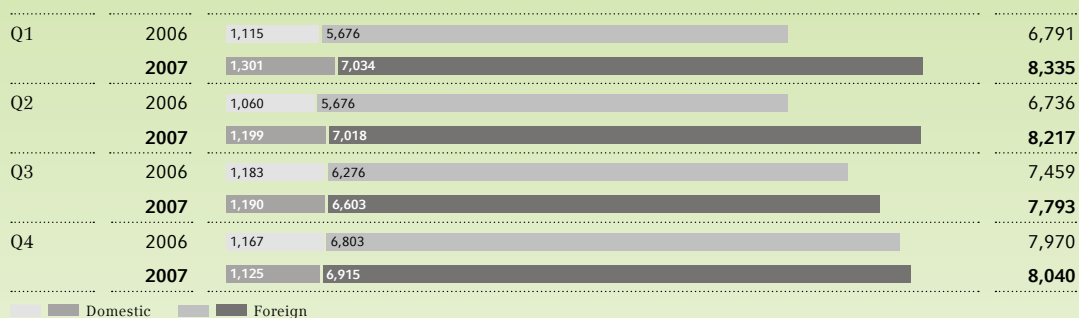 Q1 2006 1,115 5,676 6,791
2007 1,301 7,034 8,335
Q2 2006 1,060 5,676 6,736
2007 1,199 7,018 8,217
Q3 2006 1,183 6,276 7,459
2007 1,190 6,603 7,793
Q4 2006 1,167 6,803 7,970
2007 1,125 6,915 8,040
Domestic Foreign